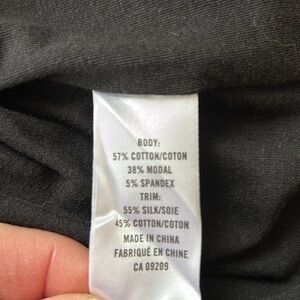 BODY:
57% COTTON/COTON
38% MODAL
5% SPANDEX
TRIM:
55% SILK/SOIE
45% COTTON/COTON
MADE IN CHINA
FABRIQUÉ EN CHINE
CA 09209